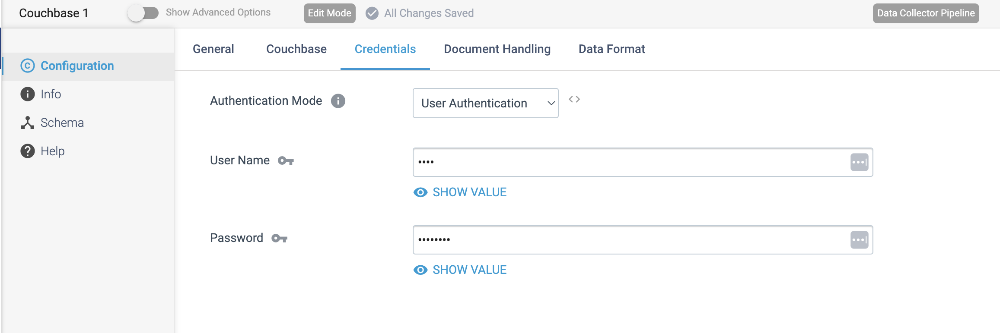 Couchbase 1
Show Advanced Options
Edit Mode
All Changes Saved
Data Collector Pipeline
Configuration
Info
Schema
Help
General
Couchbase
Credentials
Document Handling
Data Format
Authentication Mode
User Authentication
User Name
••••
SHOW VALUE
Password
••••••••
SHOW VALUE